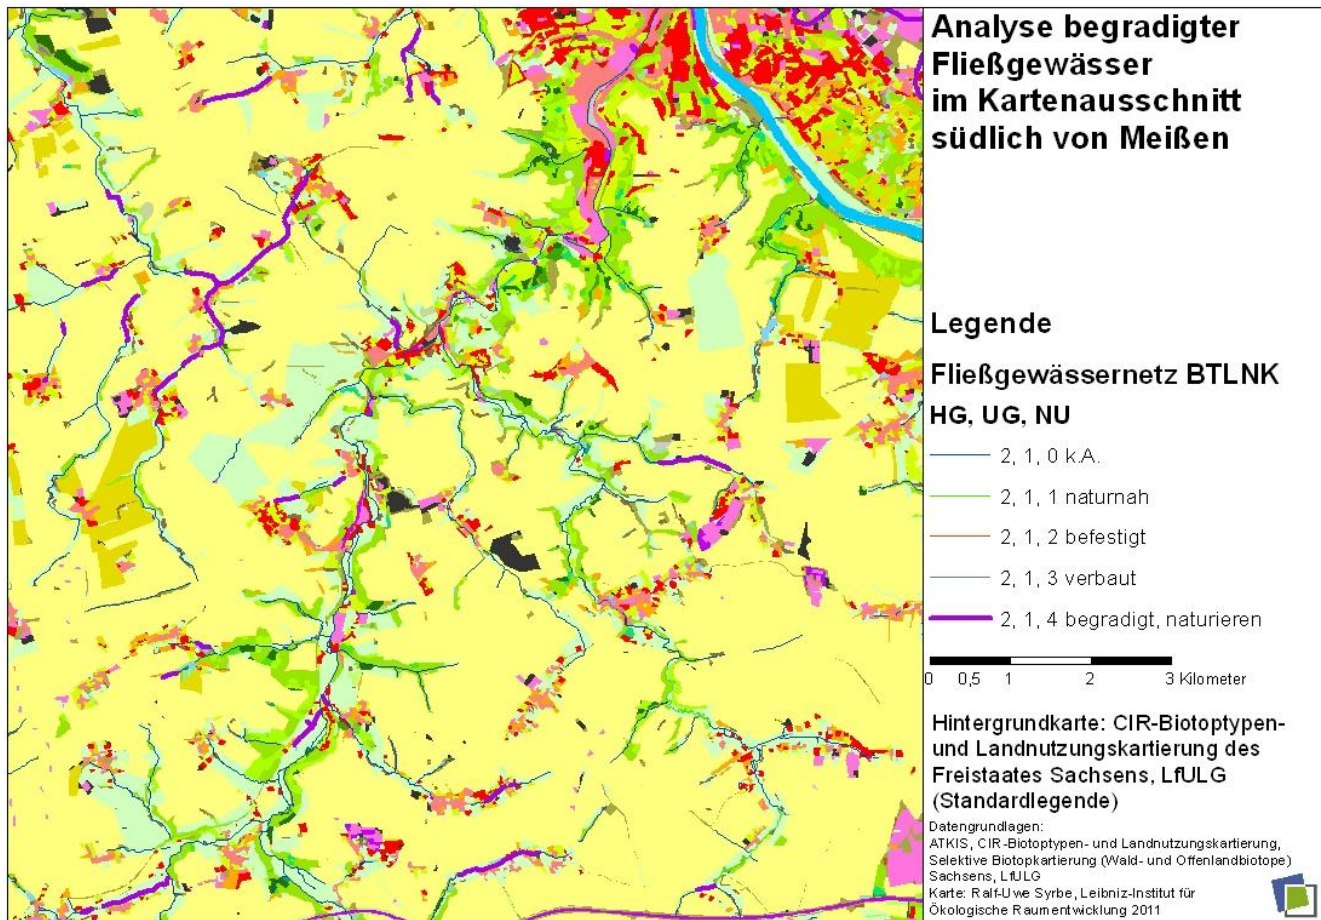 Analyse begradigter
Fließgewässer
im Kartenausschnitt
südlich von Meißen
Legende
Fließgewässernetz BTLNK
HG, UG, NU
2, 1, 0 k.A.
2, 1, 1 naturnah
2, 1, 2 befestigt
2, 1, 3 verbaut
2, 1, 4 begradigt, naturieren
0 0,5 1 2 3 Kilometer
Hintergrundkarte: CIR-Biotoptypen-
und Landnutzungskartierung des
Freistaates Sachsens, LfULG
(Standardlegende)
Datengrundlagen:
ATKIS, CIR-Biotoptypen- und Landnutzungskartierung,
Selektive Biotopkartierung (Wald- und Offenlandbiotope)
Sachsens, LfULG
Karte: Ralf-Uwe Syrbe, Leibniz-Institut für
Ökologische Raumentwicklung 2011